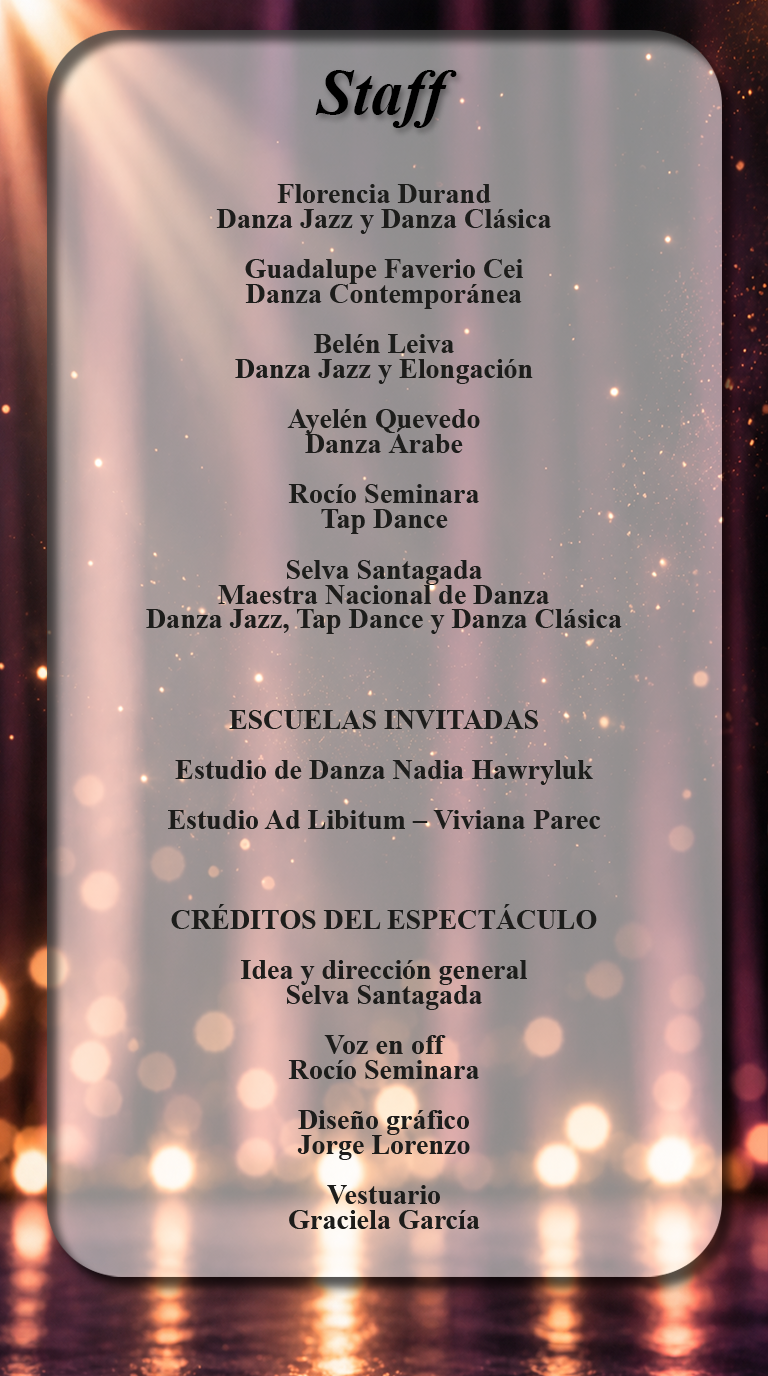 Staff
Florencia Durand
Danza Jazz y Danza Clásica
Guadalupe Faverio Cei
Danza Contemporánea
Belén Leiva
Danza Jazz y Elongación
Ayelén Quevedo
Danza Árabe
Rocío Seminara
Tap Dance
Selva Santagada
Maestra Nacional de Danza
Danza Jazz, Tap Dance y Danza Clásica
ESCUELAS INVITADAS
Estudio de Danza Nadia Hawryluk
Estudio Ad Libitum – Viviana Parec
CRÉDITOS DEL ESPECTÁCULO
Idea y dirección general
Selva Santagada
Voz en off
Rocío Seminara
Diseño gráfico
Jorge Lorenzo
Vestuario
Graciela García